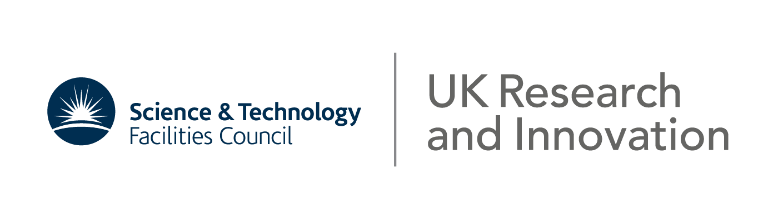 Science & Technology
Facilities Council
UK Research
and Innovation